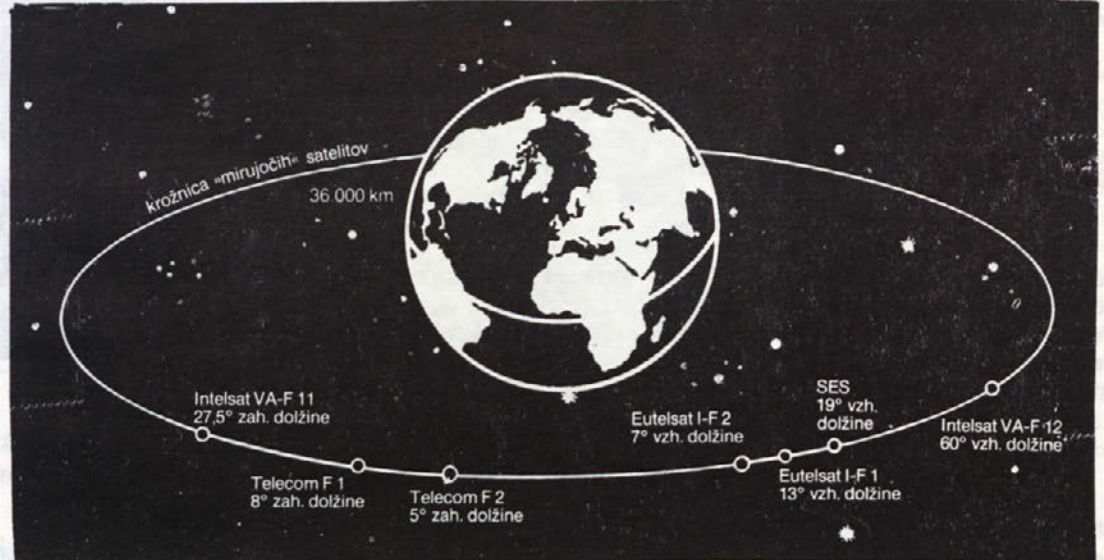 krožnica »mirujočih« satelitov
36 000 km
Intelsat VA-F 11
27,5° zah. dolžine
Telecom F 1
8° zah. dolžine
Telecom F 2
5° zah. dolžine
Eutelsat I-F 2
7° vzh. dolžine
SES
19° vzh.
dolžine
Eutelsat I-F 1
13° vzh. dolžine
Intelsat VA-F 12
60° vzh. dolžine